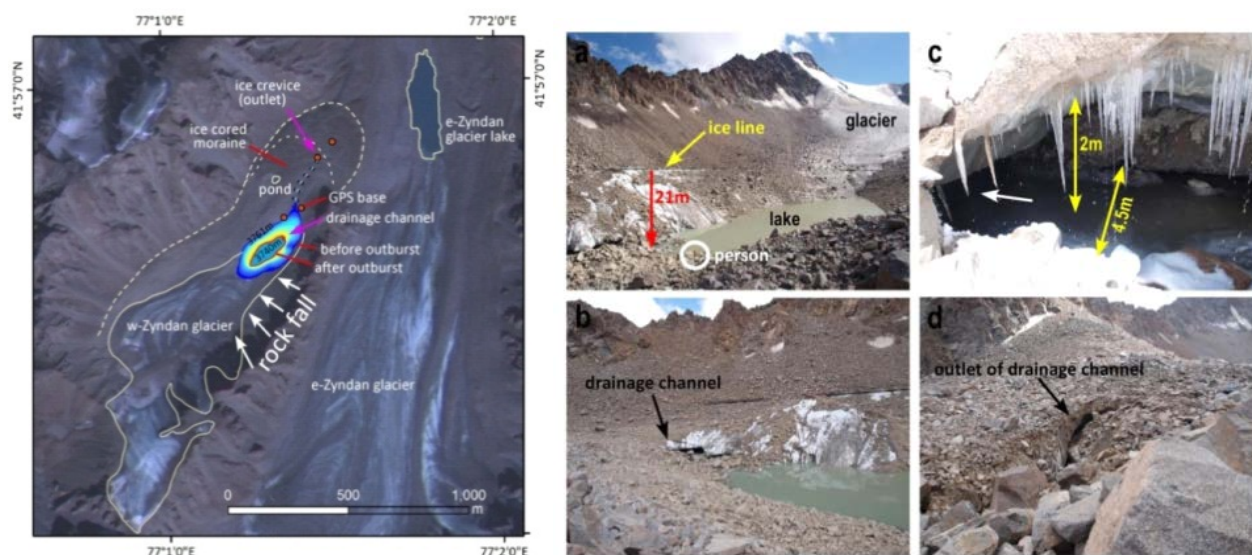 77°1'0"E
77°2'0"E
41°57'0"N
41°57'0"N
ice crevice
(outlet)
e-Zyndan
glacier lake
ice cored
moraine
pond
GPS base
drainage channel
3761m
before outburst
3740m
after outburst
w-Zyndan glacier
rock fall
e-Zyndan glacier
0
500
1,000
m
77°1'0"E
77°2'0"E
a
ice line
glacier
21m
lake
person
b
drainage channel
c
2m
4.5m
d
outlet of drainage channel